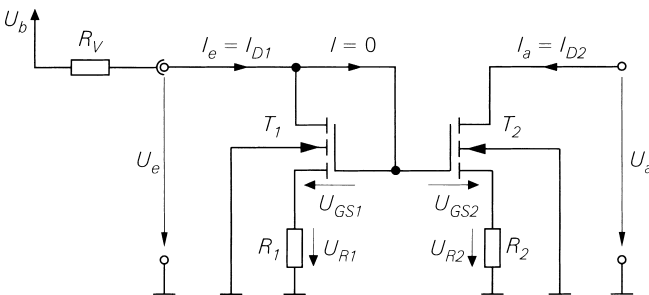 U_b
R_V
I_e = I_D1
I = 0
I_a = I_D2
T_1
T_2
U_e
U_a
U_GS1
U_GS2
R_1
U_R1
U_R2
R_2